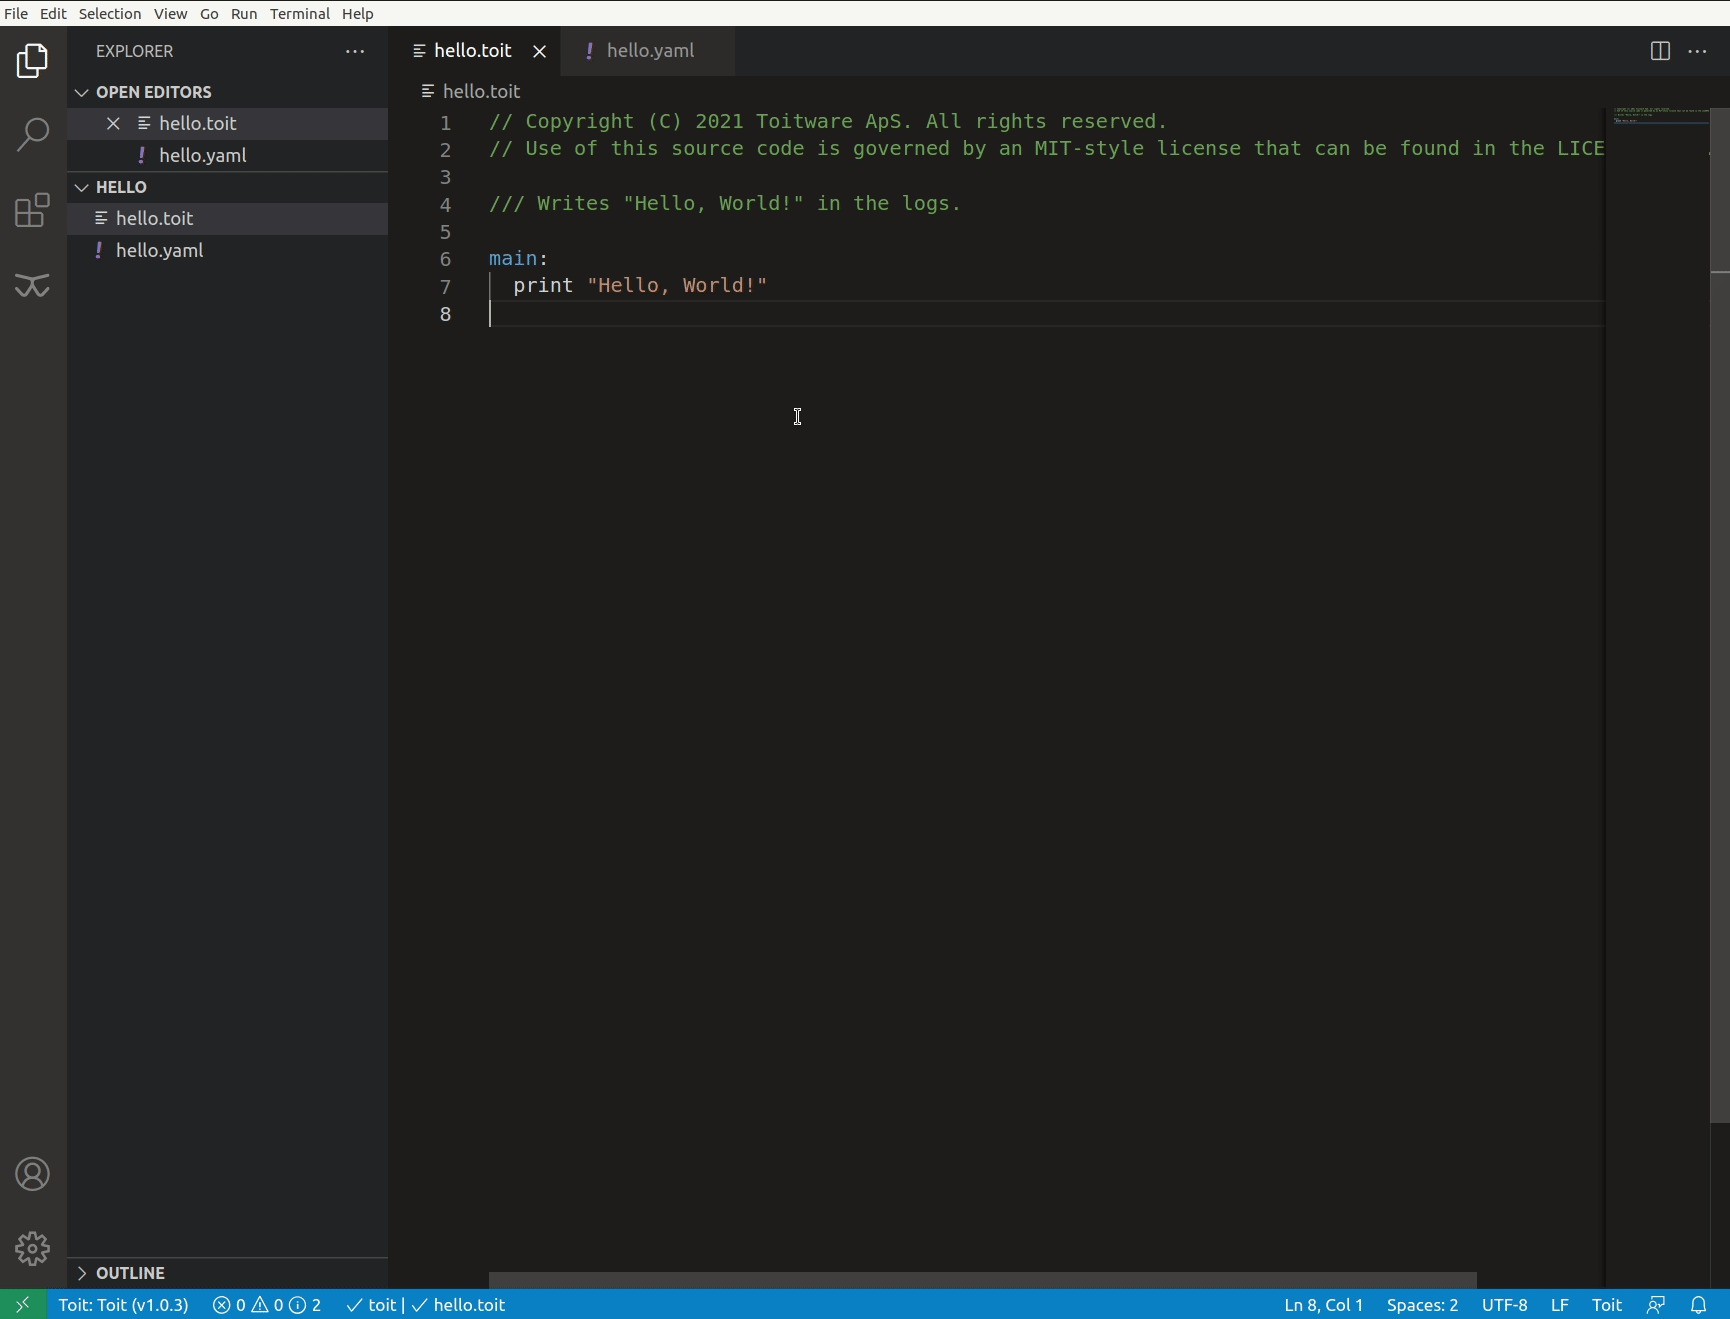 File Edit Selection View Go Run Terminal Help
EXPLORER
OPEN EDITORS
hello.toit
hello.yaml
HELLO
hello.toit
hello.yaml
OUTLINE
hello.toit
hello.yaml
hello.toit
1 // Copyright (C) 2021 Toitware ApS. All rights reserved.
2 // Use of this source code is governed by an MIT-style license that can be found in the LICE
3
4 /// Writes "Hello, World!" in the logs.
5
6 main:
7 print "Hello, World!"
8
Toit: Toit (v1.0.3) 0 0 2 toit | hello.toit Ln 8, Col 1 Spaces: 2 UTF-8 LF Toit